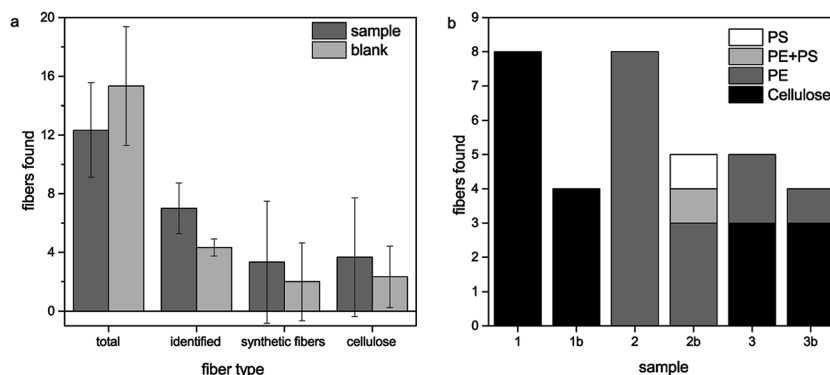 a
20
16
12
8
4
0
fibers found
sample
blank
total identified synthetic fibers cellulose
fiber type
b
9
8
7
6
5
4
3
2
1
0
fibers found
PS
PE+PS
PE
Cellulose
1 1b 2 2b 3 3b
sample